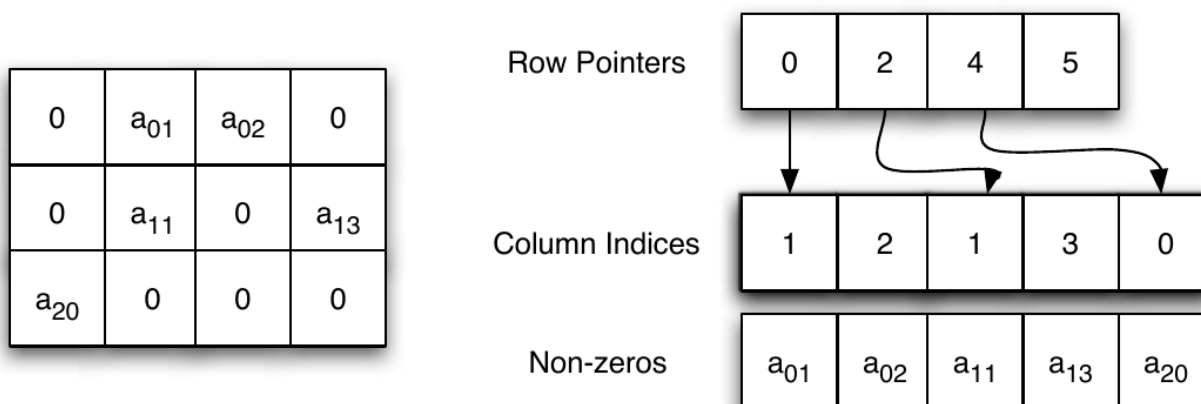 0 a01 a02 0
0 a11 0 a13
a20 0 0 0
Row Pointers 0 2 4 5
Column Indices 1 2 1 3 0
Non-zeros a01 a02 a11 a13 a20